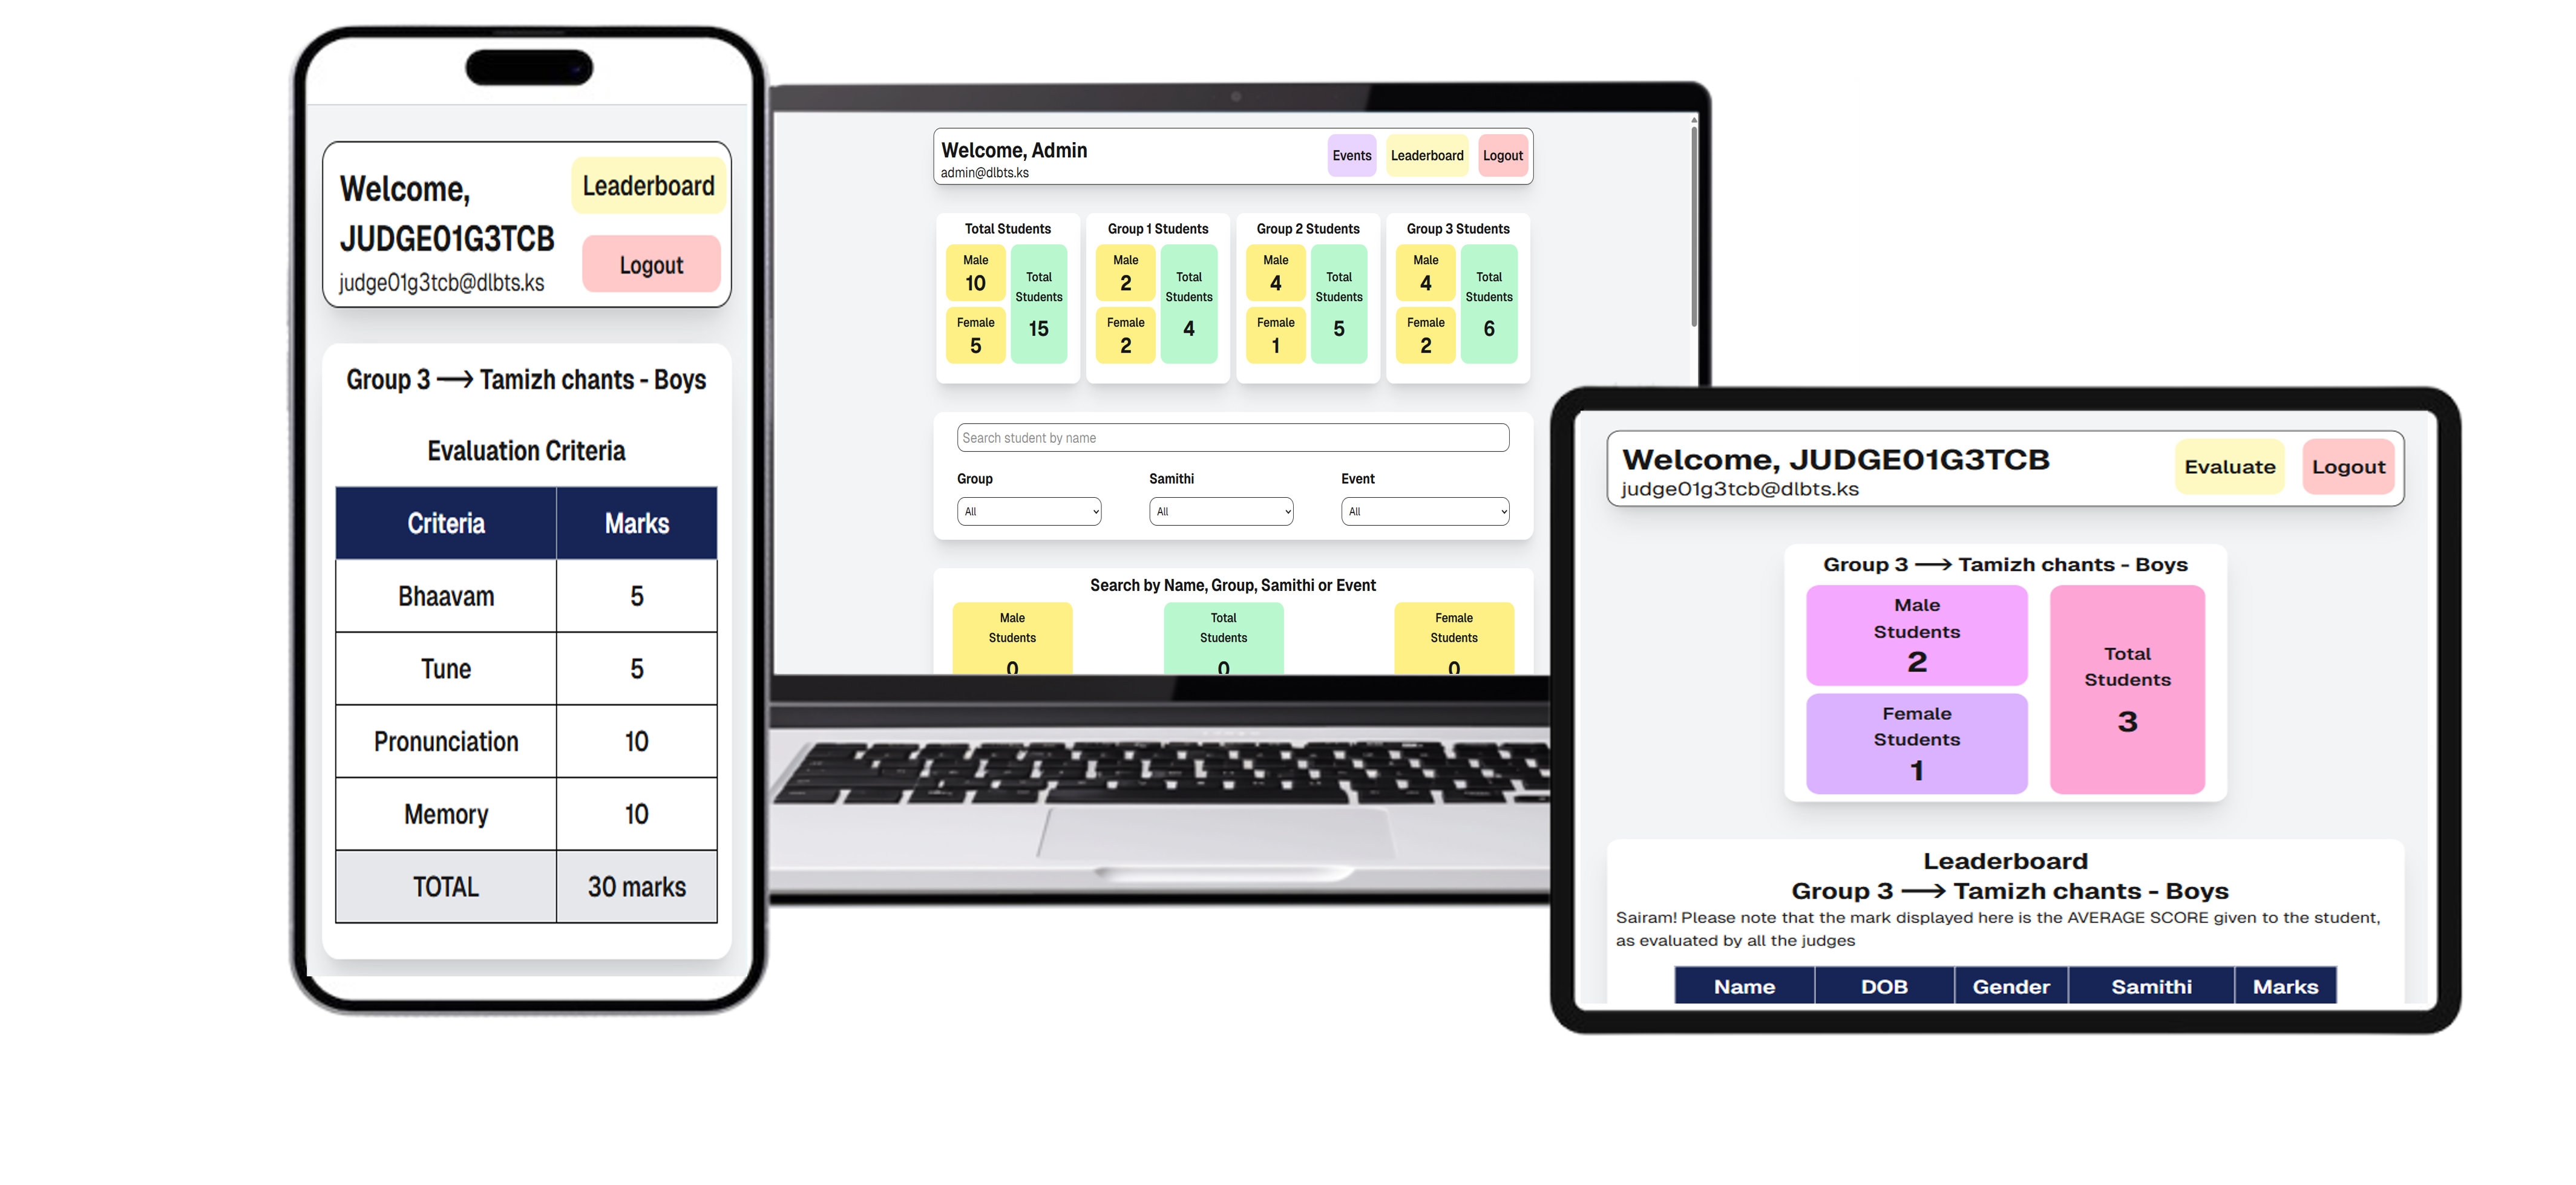 Welcome,
JUDGE01G3TCB
judge01g3tcb@dlbts.ks
Leaderboard
Logout
Group 3 ⟶ Tamizh chants - Boys
Evaluation Criteria
Criteria Marks
Bhaavam 5
Tune 5
Pronunciation 10
Memory 10
TOTAL 30 marks
Welcome, Admin
admin@dlbts.ks
Events Leaderboard Logout
Total Students
Male
10
Female
5
Total
Students
15
Group 1 Students
Male
2
Female
2
Total
Students
4
Group 2 Students
Male
4
Female
1
Total
Students
5
Group 3 Students
Male
4
Female
2
Total
Students
6
Search student by name
Group Samithi Event
All All All
Search by Name, Group, Samithi or Event
Male
Students
0
Total
Students
0
Female
Students
0
Welcome, JUDGE01G3TCB
judge01g3tcb@dlbts.ks
Evaluate Logout
Group 3 ⟶ Tamizh chants - Boys
Male
Students
2
Female
Students
1
Total
Students
3
Leaderboard
Group 3 ⟶ Tamizh chants - Boys
Sairam! Please note that the mark displayed here is the AVERAGE SCORE given to the student,
as evaluated by all the judges
Name DOB Gender Samithi Marks